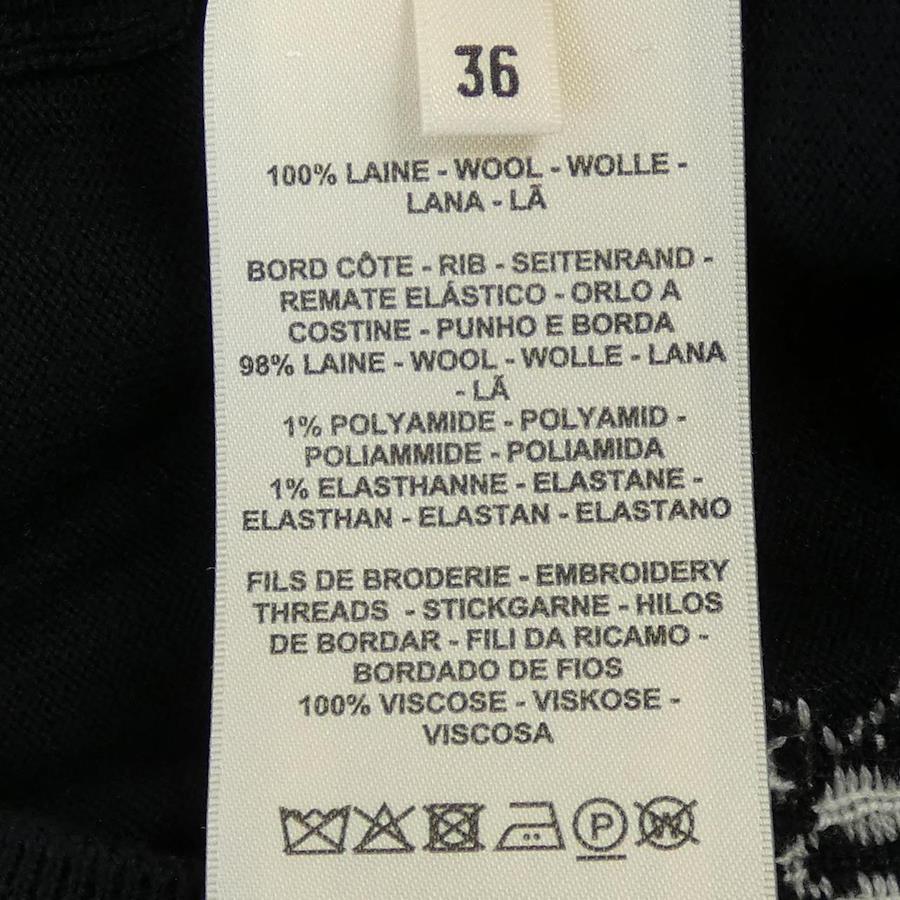 36
100% LAINE - WOOL - WOLLE -
LANA - LÃ
BORD CÔTE - RIB - SEITENRAND -
REMATE ELÁSTICO - ORLO A
COSTINE - PUNHO E BORDA
98% LAINE - WOOL - WOLLE - LANA
- LÃ
1% POLYAMIDE - POLYAMID -
POLIAMMIDE - POLIAMIDA
1% ELASTHANNE - ELASTANE -
ELASTHAN - ELASTAN - ELASTANO
FILS DE BRODERIE - EMBROIDERY
THREADS - STICKGARNE - HILOS
DE BORDAR - FILI DA RICAMO -
BORDADO DE FIOS
100% VISCOSE - VISKOSE -
VISCOSA
P W